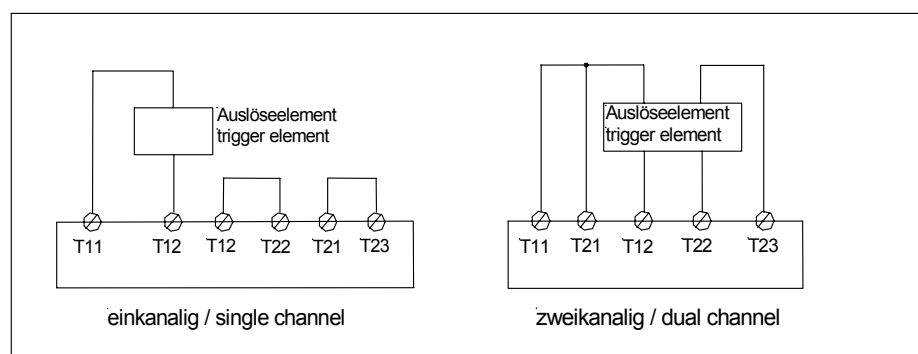 Auslöseelement
trigger element
T11 T12 T12 T22 T21 T23
einkanalig / single channel
Auslöseelement
trigger element
T11 T21 T12 T22 T23
zweikanalig / dual channel